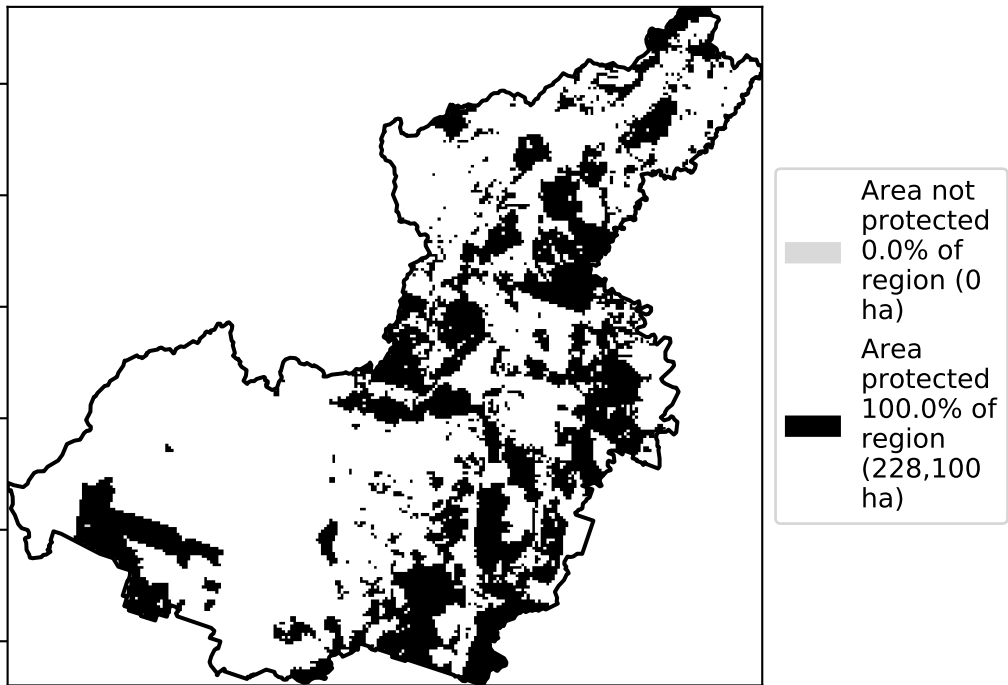 Area not
protected
0.0% of
region (0
ha)
Area
protected
100.0% of
region
(228,100
ha)